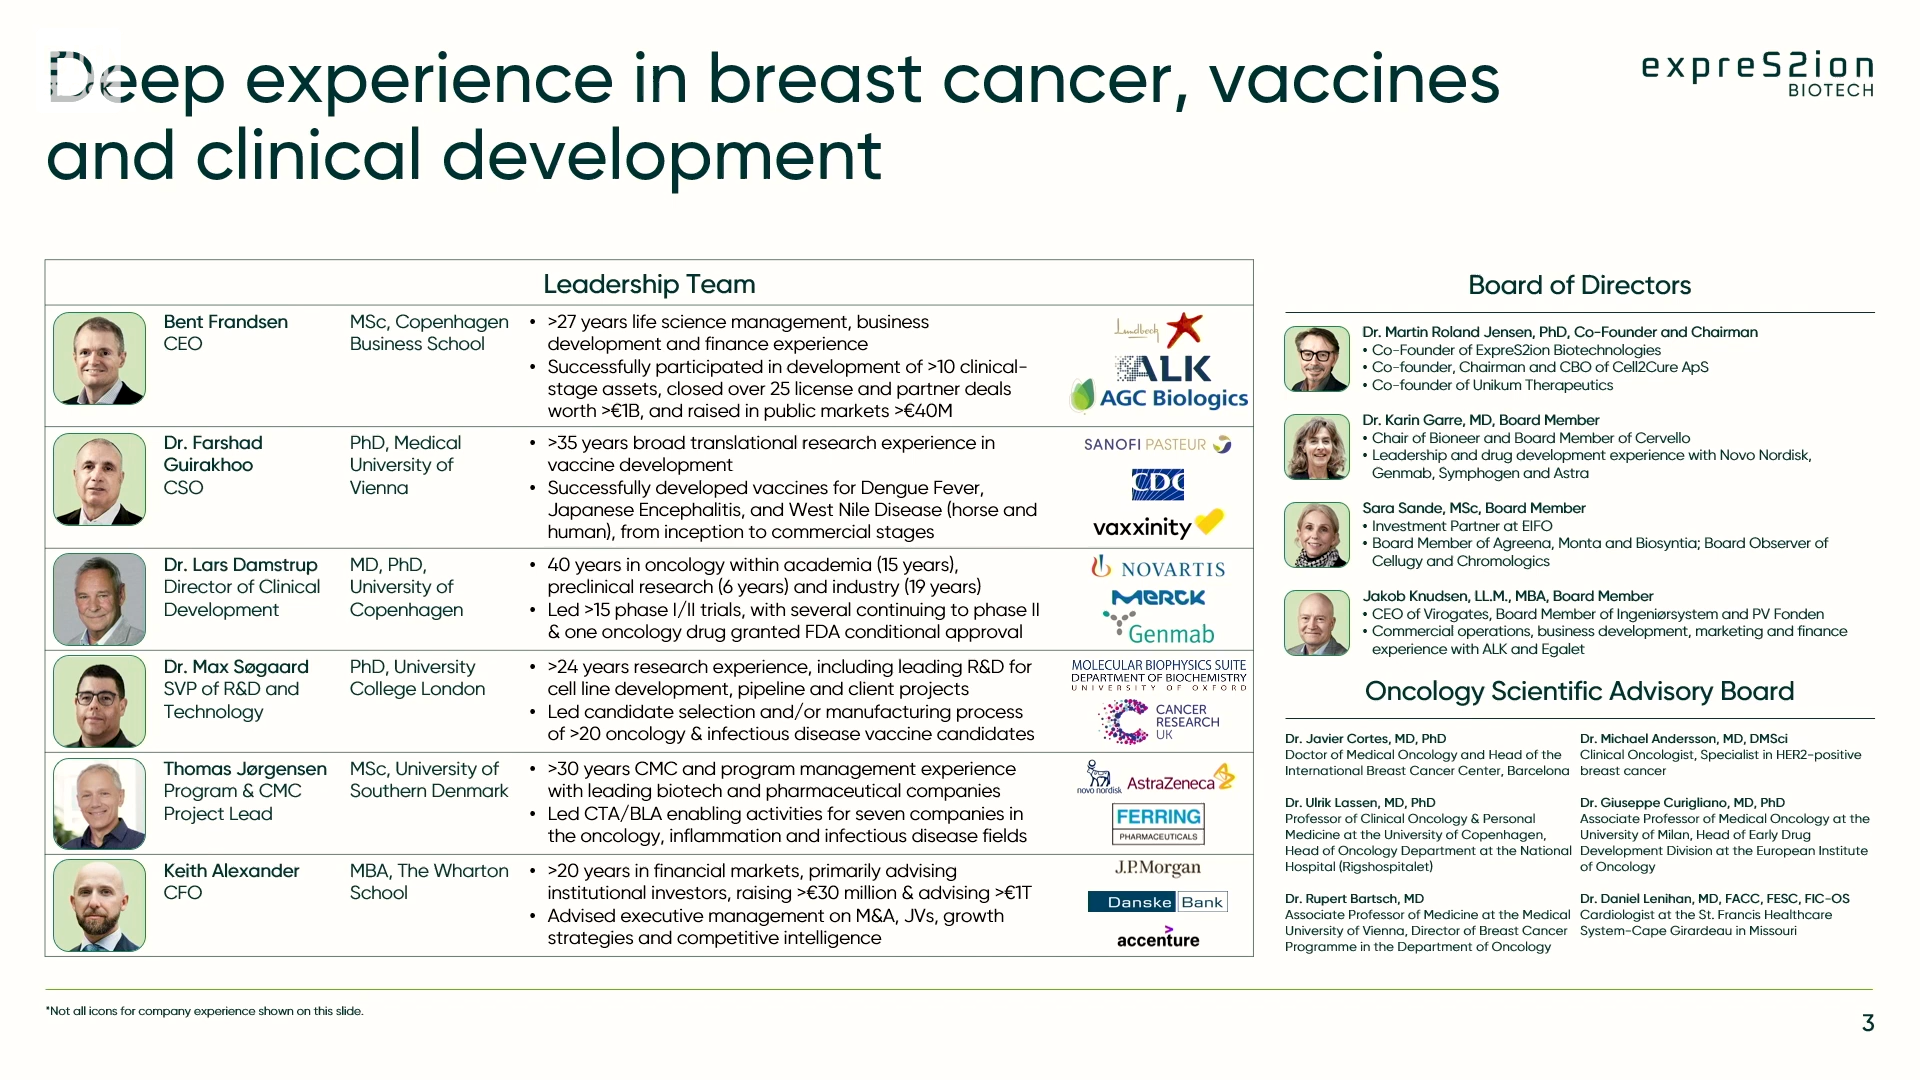 Deep experience in breast cancer, vaccines
and clinical development
expreS2ion
BIOTECH
Leadership Team
Bent Frandsen
CEO
MSc, Copenhagen
Business School
• >27 years life science management, business
development and finance experience
• Successfully participated in development of >10 clinical-
stage assets, closed over 25 license and partner deals
worth >€1B, and raised in public markets >€40M
Lundbeck
ALK
AGC Biologics
Dr. Farshad
Guirakhoo
CSO
PhD, Medical
University of
Vienna
• >35 years broad translational research experience in
vaccine development
• Successfully developed vaccines for Dengue Fever,
Japanese Encephalitis, and West Nile Disease (horse and
human), from inception to commercial stages
SANOFI PASTEUR
CDC
vaxxinity
Dr. Lars Damstrup
Director of Clinical
Development
MD, PhD,
University of
Copenhagen
• 40 years in oncology within academia (15 years),
preclinical research (6 years) and industry (19 years)
• Led >15 phase I/II trials, with several continuing to phase II
& one oncology drug granted FDA conditional approval
NOVARTIS
MERCK
Genmab
Dr. Max Søgaard
SVP of R&D and
Technology
PhD, University
College London
• >24 years research experience, including leading R&D for
cell line development, pipeline and client projects
• Led candidate selection and/or manufacturing process
of >20 oncology & infectious disease vaccine candidates
MOLECULAR BIOPHYSICS SUITE
DEPARTMENT OF BIOCHEMISTRY
UNIVERSITY OF OXFORD
CANCER
RESEARCH
UK
Thomas Jørgensen
Program & CMC
Project Lead
MSc, University of
Southern Denmark
• >30 years CMC and program management experience
with leading biotech and pharmaceutical companies
• Led CTA/BLA enabling activities for seven companies in
the oncology, inflammation and infectious disease fields
novo nordisk
AstraZeneca
FERRING
PHARMACEUTICALS
Keith Alexander
CFO
MBA, The Wharton
School
• >20 years in financial markets, primarily advising
institutional investors, raising >€30 million & advising >€1T
• Advised executive management on M&A, JVs, growth
strategies and competitive intelligence
J.P.Morgan
Danske Bank
accenture
Board of Directors
Dr. Martin Roland Jensen, PhD, Co-Founder and Chairman
• Co-Founder of ExpreS2ion Biotechnologies
• Co-founder, Chairman and CBO of Cell2Cure ApS
• Co-founder of Unikum Therapeutics
Dr. Karin Garre, MD, Board Member
• Chair of Bioneer and Board Member of Cervello
• Leadership and drug development experience with Novo Nordisk,
Genmab, Symphogen and Astra
Sara Sande, MSc, Board Member
• Investment Partner at EIFO
• Board Member of Agreena, Monta and Biosyntia; Board Observer of
Cellugy and Chromologics
Jakob Knudsen, LL.M., MBA, Board Member
• CEO of Virogates, Board Member of Ingeniørsystem and PV Fonden
• Commercial operations, business development, marketing and finance
experience with ALK and Egalet
Oncology Scientific Advisory Board
Dr. Javier Cortes, MD, PhD
Doctor of Medical Oncology and Head of the
International Breast Cancer Center, Barcelona
Dr. Michael Andersson, MD, DMSci
Clinical Oncologist, Specialist in HER2-positive
breast cancer
Dr. Ulrik Lassen, MD, PhD
Professor of Clinical Oncology & Personal
Medicine at the University of Copenhagen,
Head of Oncology Department at the National
Hospital (Rigshospitalet)
Dr. Giuseppe Curigliano, MD, PhD
Associate Professor of Medical Oncology at the
University of Milan, Head of Early Drug
Development Division at the European Institute
of Oncology
Dr. Rupert Bartsch, MD
Associate Professor of Medicine at the Medical
University of Vienna, Director of Breast Cancer
Programme in the Department of Oncology
Dr. Daniel Lenihan, MD, FACC, FESC, FIC-OS
Cardiologist at the St. Francis Healthcare
System-Cape Girardeau in Missouri
*Not all icons for company experience shown on this slide.
3